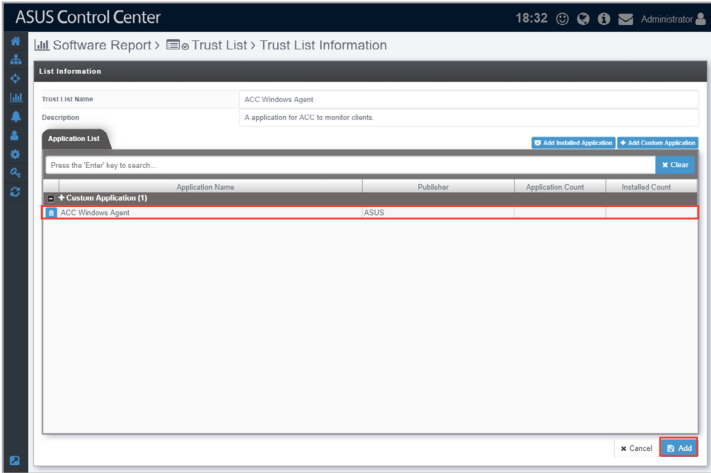 ASUS Control Center
18:32 Administrator
Software Report > Trust List > Trust List Information
List Information
Trust List Name ACC Windows Agent
Description A application for ACC to monitor clients.
Application List
Add Installed Application Add Custom Application
Press the 'Enter' key to search... Clear
Application Name Publisher Application Count Installed Count
Custom Application (1)
ACC Windows Agent ASUS
Cancel Add